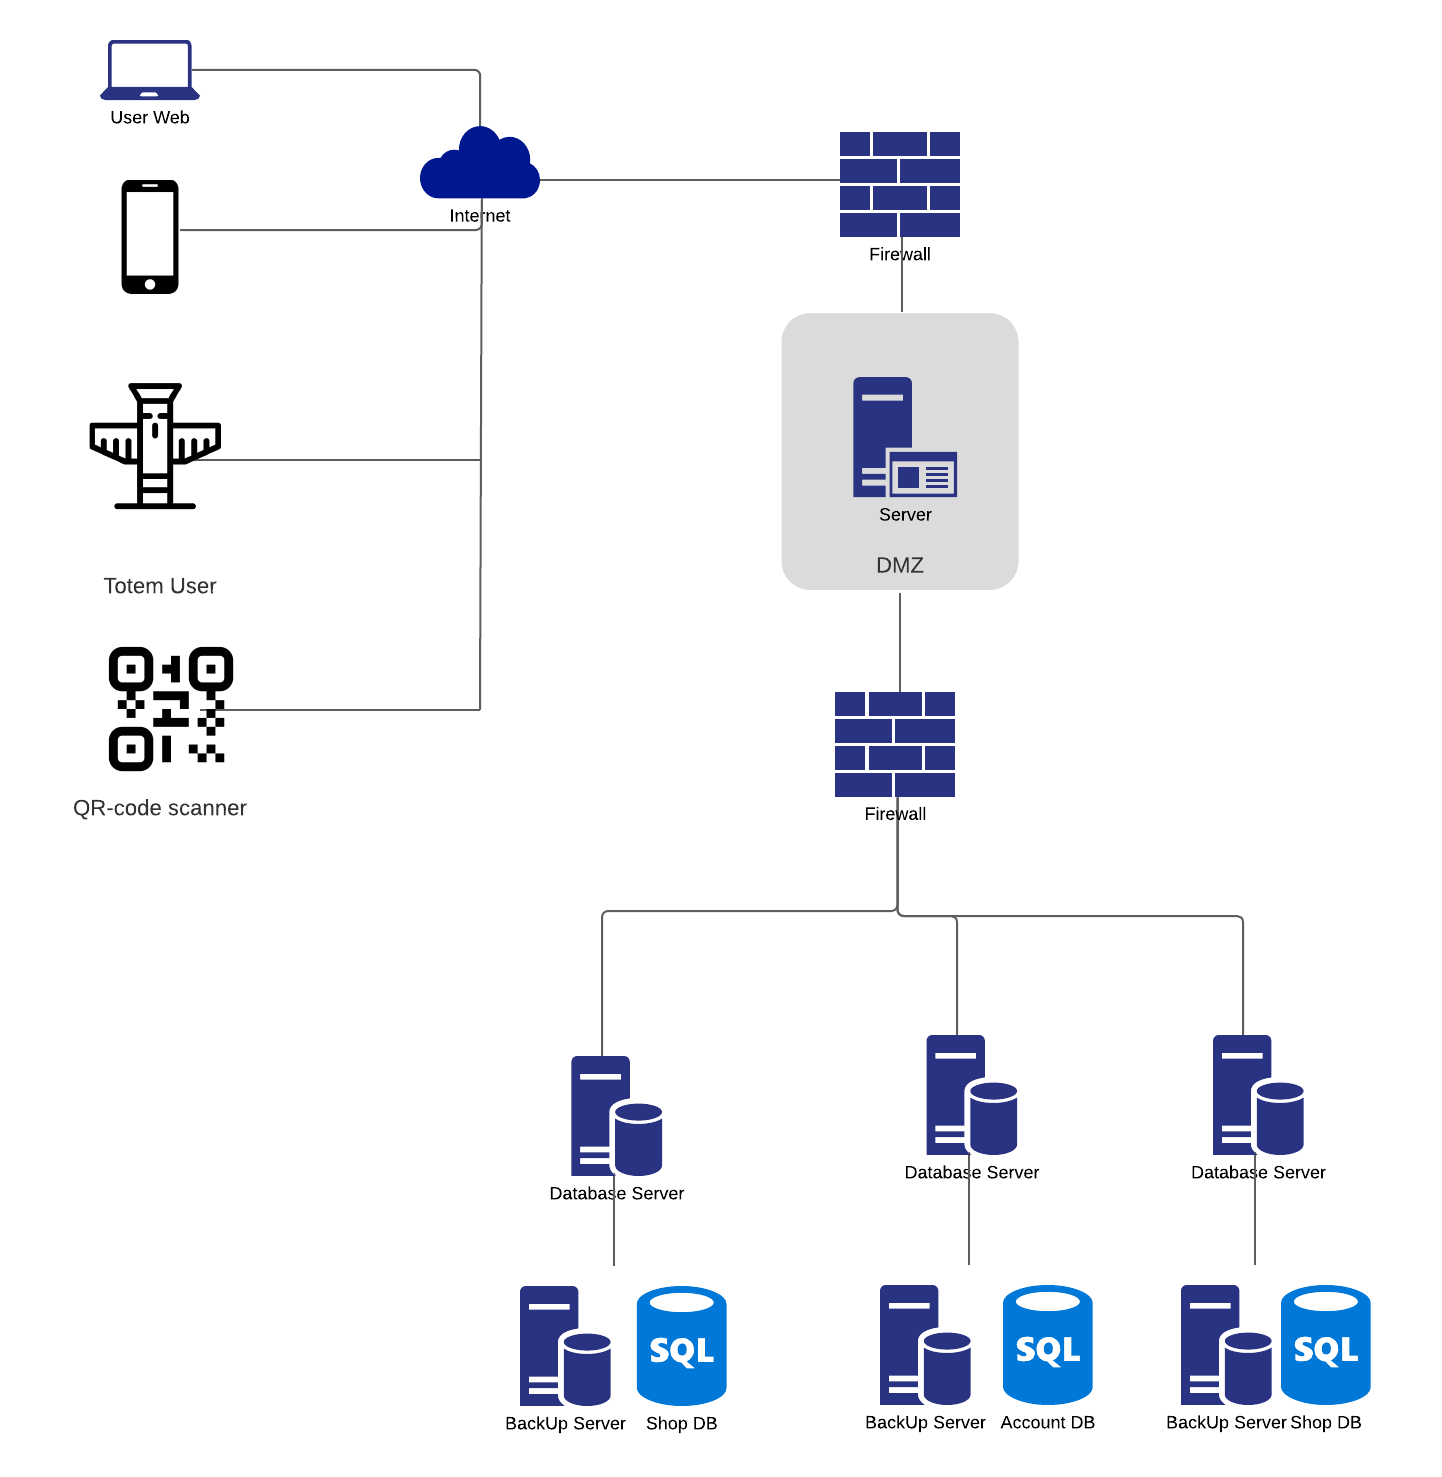 User Web
Internet
Firewall
Server
DMZ
Totem User
QR-code scanner
Firewall
Database Server
Database Server
Database Server
SQL
SQL
SQL
BackUp Server
Shop DB
BackUp Server
Account DB
BackUp Server
Shop DB